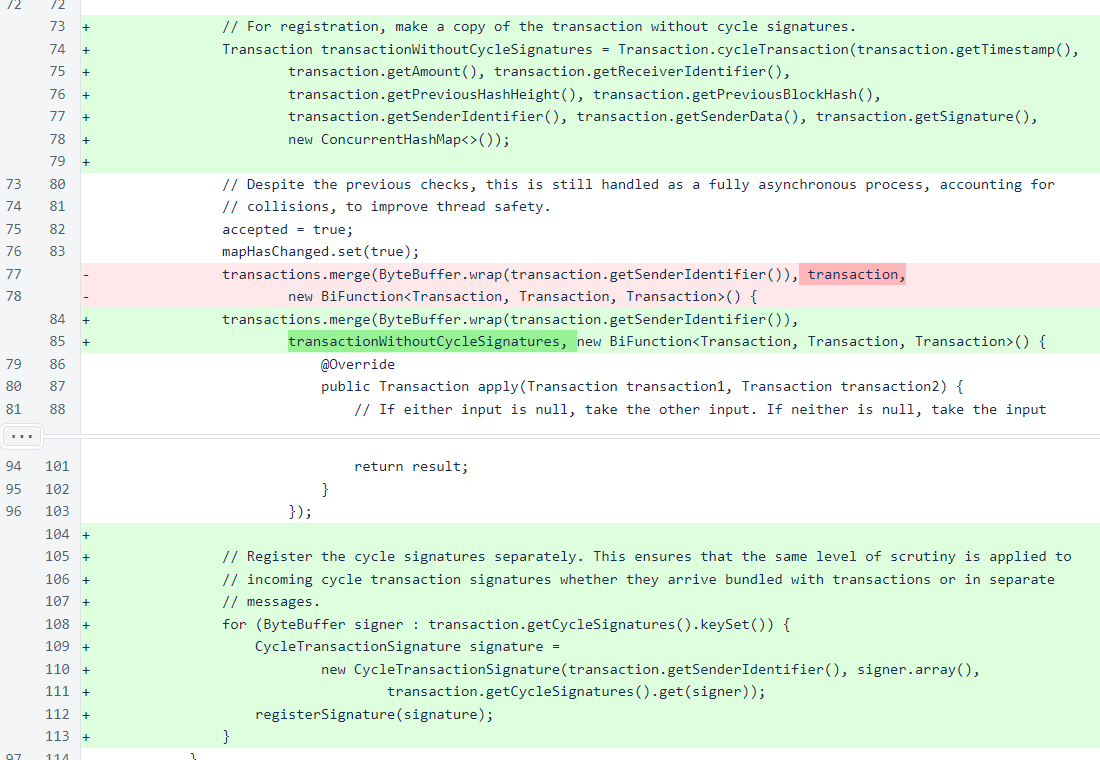 72 72
73 + // For registration, make a copy of the transaction without cycle signatures.
74 + Transaction transactionWithoutCycleSignatures = Transaction.cycleTransaction(transaction.getTimestamp(),
75 + transaction.getAmount(), transaction.getReceiverIdentifier(),
76 + transaction.getPreviousHashHeight(), transaction.getPreviousBlockHash(),
77 + transaction.getSenderIdentifier(), transaction.getSenderData(), transaction.getSignature(),
78 + new ConcurrentHashMap<>());
79 +
73 80 // Despite the previous checks, this is still handled as a fully asynchronous process, accounting for
74 81 // collisions, to improve thread safety.
75 82 accepted = true;
76 83 mapHasChanged.set(true);
77 - transactions.merge(ByteBuffer.wrap(transaction.getSenderIdentifier()), transaction,
78 - new BiFunction<Transaction, Transaction, Transaction>() {
84 + transactions.merge(ByteBuffer.wrap(transaction.getSenderIdentifier()),
85 + transactionWithoutCycleSignatures, new BiFunction<Transaction, Transaction, Transaction>() {
79 86 @Override
80 87 public Transaction apply(Transaction transaction1, Transaction transaction2) {
81 88 // If either input is null, take the other input. If neither is null, take the input
...
94 101 return result;
95 102 }
96 103 });
104 +
105 + // Register the cycle signatures separately. This ensures that the same level of scrutiny is applied to
106 + // incoming cycle transaction signatures whether they arrive bundled with transactions or in separate
107 + // messages.
108 + for (ByteBuffer signer : transaction.getCycleSignatures().keySet()) {
109 + CycleTransactionSignature signature =
110 + new CycleTransactionSignature(transaction.getSenderIdentifier(), signer.array(),
111 + transaction.getCycleSignatures().get(signer));
112 + registerSignature(signature);
113 + }
97 114 }